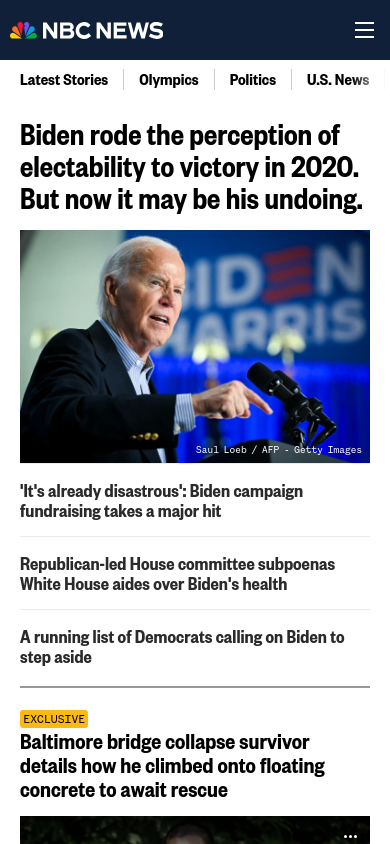 NBC NEWS
Latest Stories
Olympics
Politics
U.S. News
Biden rode the perception of
electability to victory in 2020.
But now it may be his undoing.
BIDEN
HARRIS
Saul Loeb / AFP - Getty Images
'It's already disastrous': Biden campaign
fundraising takes a major hit
Republican-led House committee subpoenas
White House aides over Biden's health
A running list of Democrats calling on Biden to
step aside
EXCLUSIVE
Baltimore bridge collapse survivor
details how he climbed onto floating
concrete to await rescue